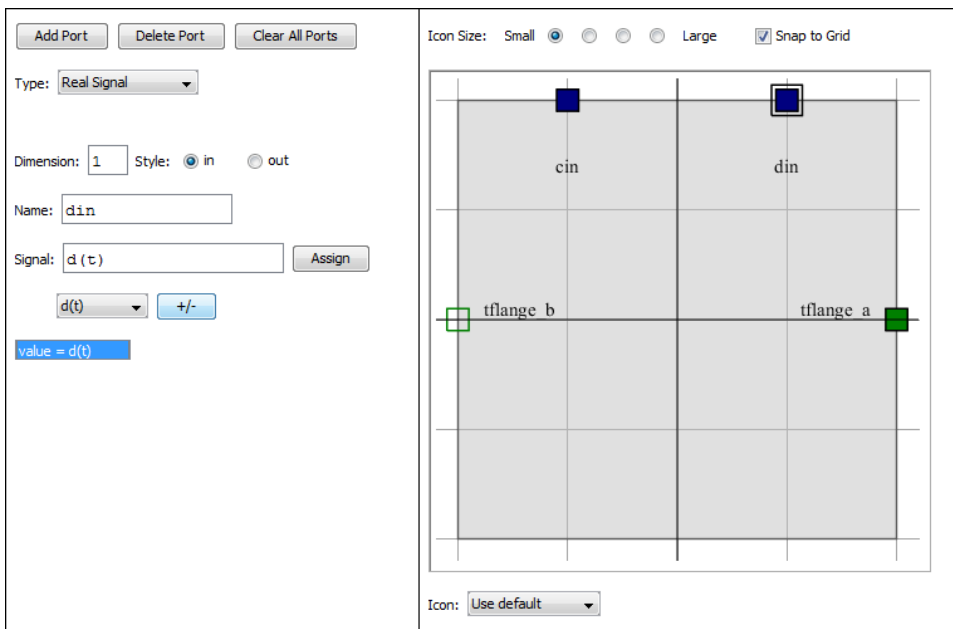 Add Port Delete Port Clear All Ports
Type: Real Signal
Dimension: 1 Style: in out
Name: din
Signal: d(t) Assign
d(t) +/-
value = d(t)
Icon Size: Small Large Snap to Grid
cin din
tflange_b tflange_a
Icon: Use default